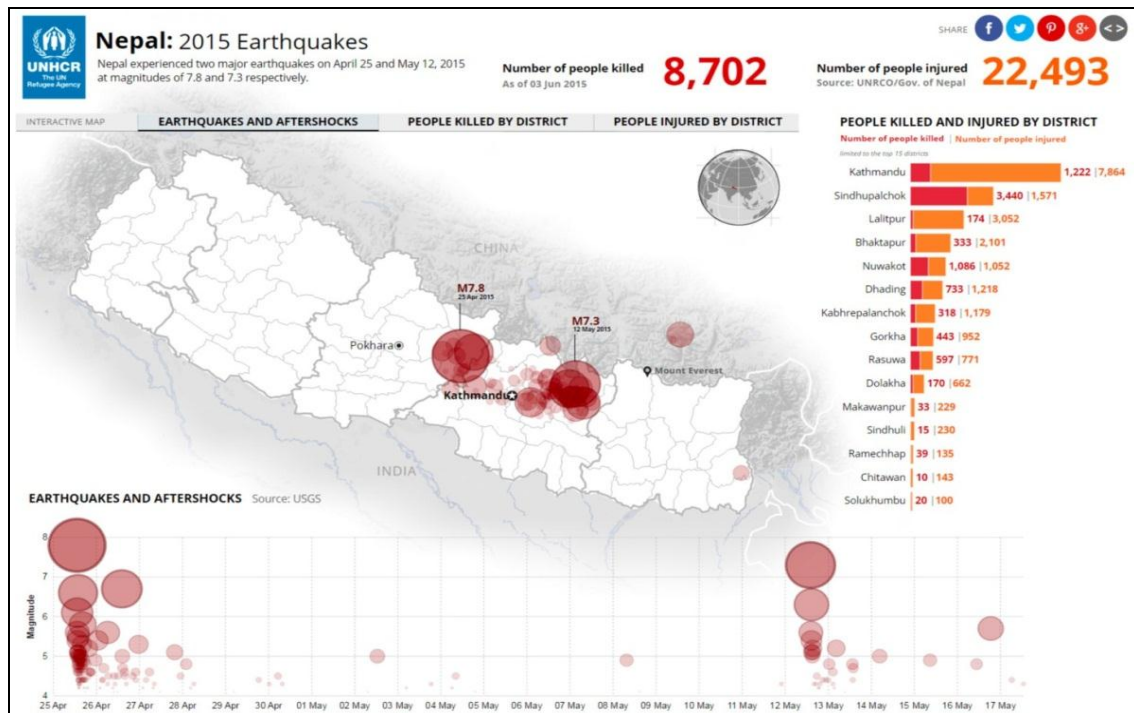 UNHCR
The UN
Refugee Agency
Nepal: 2015 Earthquakes
Nepal experienced two major earthquakes on April 25 and May 12, 2015
at magnitudes of 7.8 and 7.3 respectively.
Number of people killed
As of 03 Jun 2015
8,702
Number of people injured
Source: UNRCO/Gov. of Nepal
22,493
SHARE
INTERACTIVE MAP
EARTHQUAKES AND AFTERSHOCKS
PEOPLE KILLED BY DISTRICT
PEOPLE INJURED BY DISTRICT
CHINA
M7.8
25 Apr 2015
M7.3
12 May 2015
Pokhara
Mount Everest
Kathmandu
INDIA
PEOPLE KILLED AND INJURED BY DISTRICT
Number of people killed | Number of people injured
limited to the top 15 districts
Kathmandu 1,222 | 7,864
Sindhupalchok 3,440 | 1,571
Lalitpur 174 | 3,052
Bhaktapur 333 | 2,101
Nuwakot 1,086 | 1,052
Dhading 733 | 1,218
Kabhrepalanchok 318 | 1,179
Gorkha 443 | 952
Rasuwa 597 | 771
Dolakha 170 | 662
Makawanpur 33 | 229
Sindhuli 15 | 230
Ramechhap 39 | 135
Chitawan 10 | 143
Solukhumbu 20 | 100
EARTHQUAKES AND AFTERSHOCKS Source: USGS
Magnitude
8
7
6
5
4
25 Apr 26 Apr 27 Apr 28 Apr 29 Apr 30 Apr 01 May 02 May 03 May 04 May 05 May 06 May 07 May 08 May 09 May 10 May 11 May 12 May 13 May 14 May 15 May 16 May 17 May